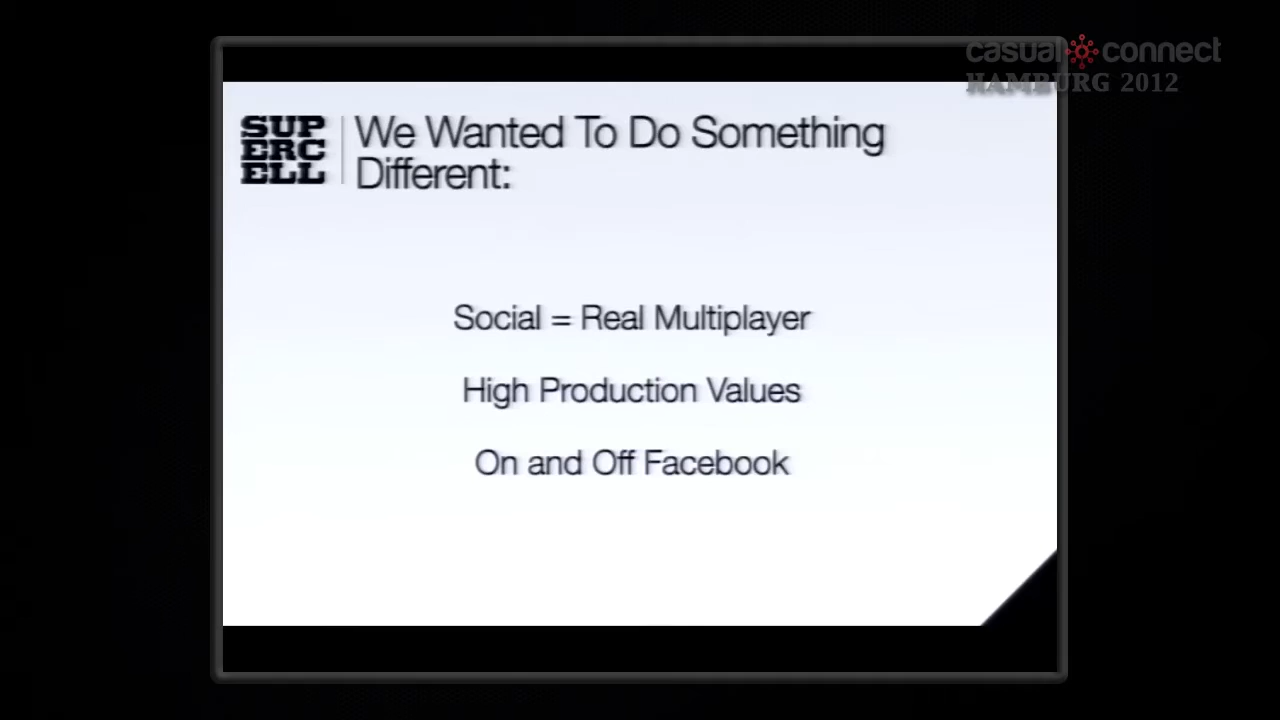 casual connect
HAMBURG 2012
SUP
ERC
ELL
We Wanted To Do Something
Different:
Social = Real Multiplayer
High Production Values
On and Off Facebook